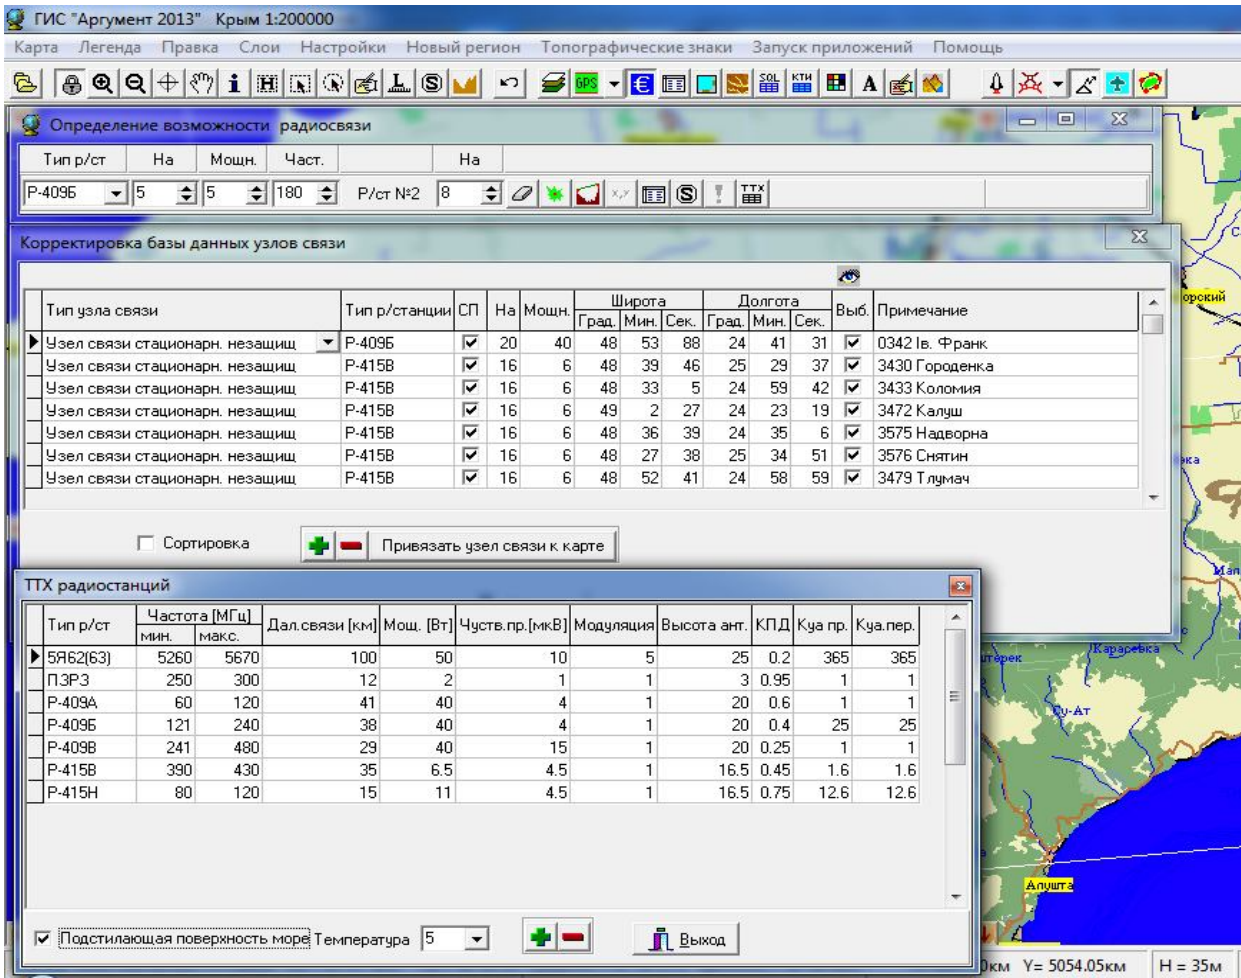 ГИС "Аргумент 2013" Крым 1:200000
Карта Легенда Правка Слои Настройки Новый регион Топографические знаки Запуск приложений Помощь
GPS SQL КТН A
Определение возможности радиосвязи
Тип р/ст На Мощн. Част. На
Р-409Б 5 5 180 Р/ст №2 8 x,y S ! ТТХ
Корректировка базы данных узлов связи
Тип узла связи Тип р/станции СП На Мощн. Широта Долгота Выб. Примечание
Град. Мин. Сек. Град. Мин. Сек.
Узел связи стационарн. незащищ Р-409Б 20 40 48 53 88 24 41 31 0342 Ів. Франк
Узел связи стационарн. незащищ Р-415В 16 6 48 39 46 25 29 37 3430 Городенка
Узел связи стационарн. незащищ Р-415В 16 6 48 33 5 24 59 42 3433 Коломия
Узел связи стационарн. незащищ Р-415В 16 6 49 2 27 24 23 19 3472 Калуш
Узел связи стационарн. незащищ Р-415В 16 6 48 36 39 24 35 6 3575 Надворна
Узел связи стационарн. незащищ Р-415В 16 6 48 27 38 25 34 51 3576 Снятин
Узел связи стационарн. незащищ Р-415В 16 6 48 52 41 24 58 59 3479 Тлумач
Сортировка Привязать узел связи к карте
ТТХ радиостанций
Тип р/ст Частота [МГц] Дал.связи [км] Мощ. [Вт] Чуств.пр.[мкВ] Модуляция Высота ант. КПД Куа пр. Куа.пер.
мин. макс.
5Я62(63) 5260 5670 100 50 10 5 25 0.2 365 365
ПЗРЗ 250 300 12 2 1 1 3 0.95 1 1
Р-409А 60 120 41 40 4 1 20 0.6 1 1
Р-409Б 121 240 38 40 4 1 20 0.4 25 25
Р-409В 241 480 29 40 15 1 20 0.25 1 1
Р-415В 390 430 35 6.5 4.5 1 16.5 0.45 1.6 1.6
Р-415Н 80 120 15 11 4.5 1 16.5 0.75 12.6 12.6
Подстилающая поверхность море Температура 5 Выход
орский
Карасевка
Су-Ат
Алушта
Y= 5054.05км H = 35м